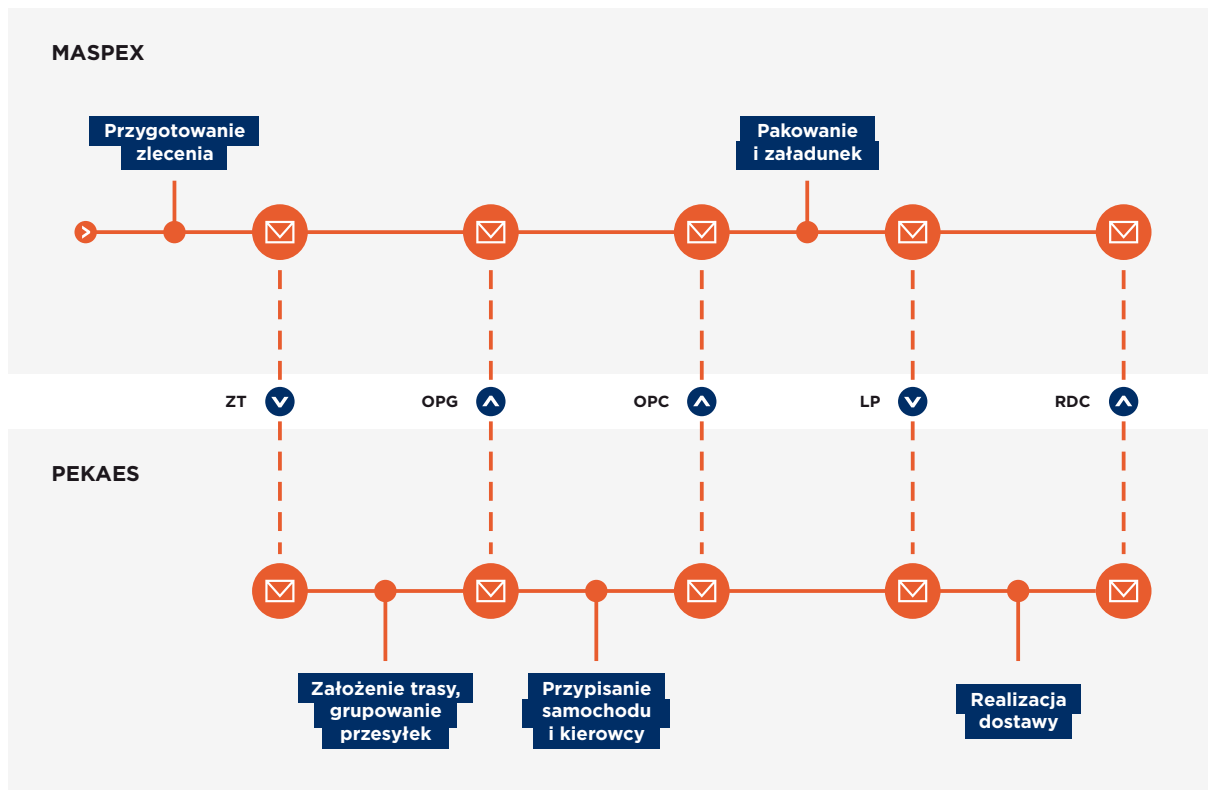 MASPEX
Przygotowanie
zlecenia
Pakowanie
i załadunek
ZT
OPG
OPC
LP
RDC
PEKAES
Założenie trasy,
grupowanie
przesyłek
Przypisanie
samochodu
i kierowcy
Realizacja
dostawy